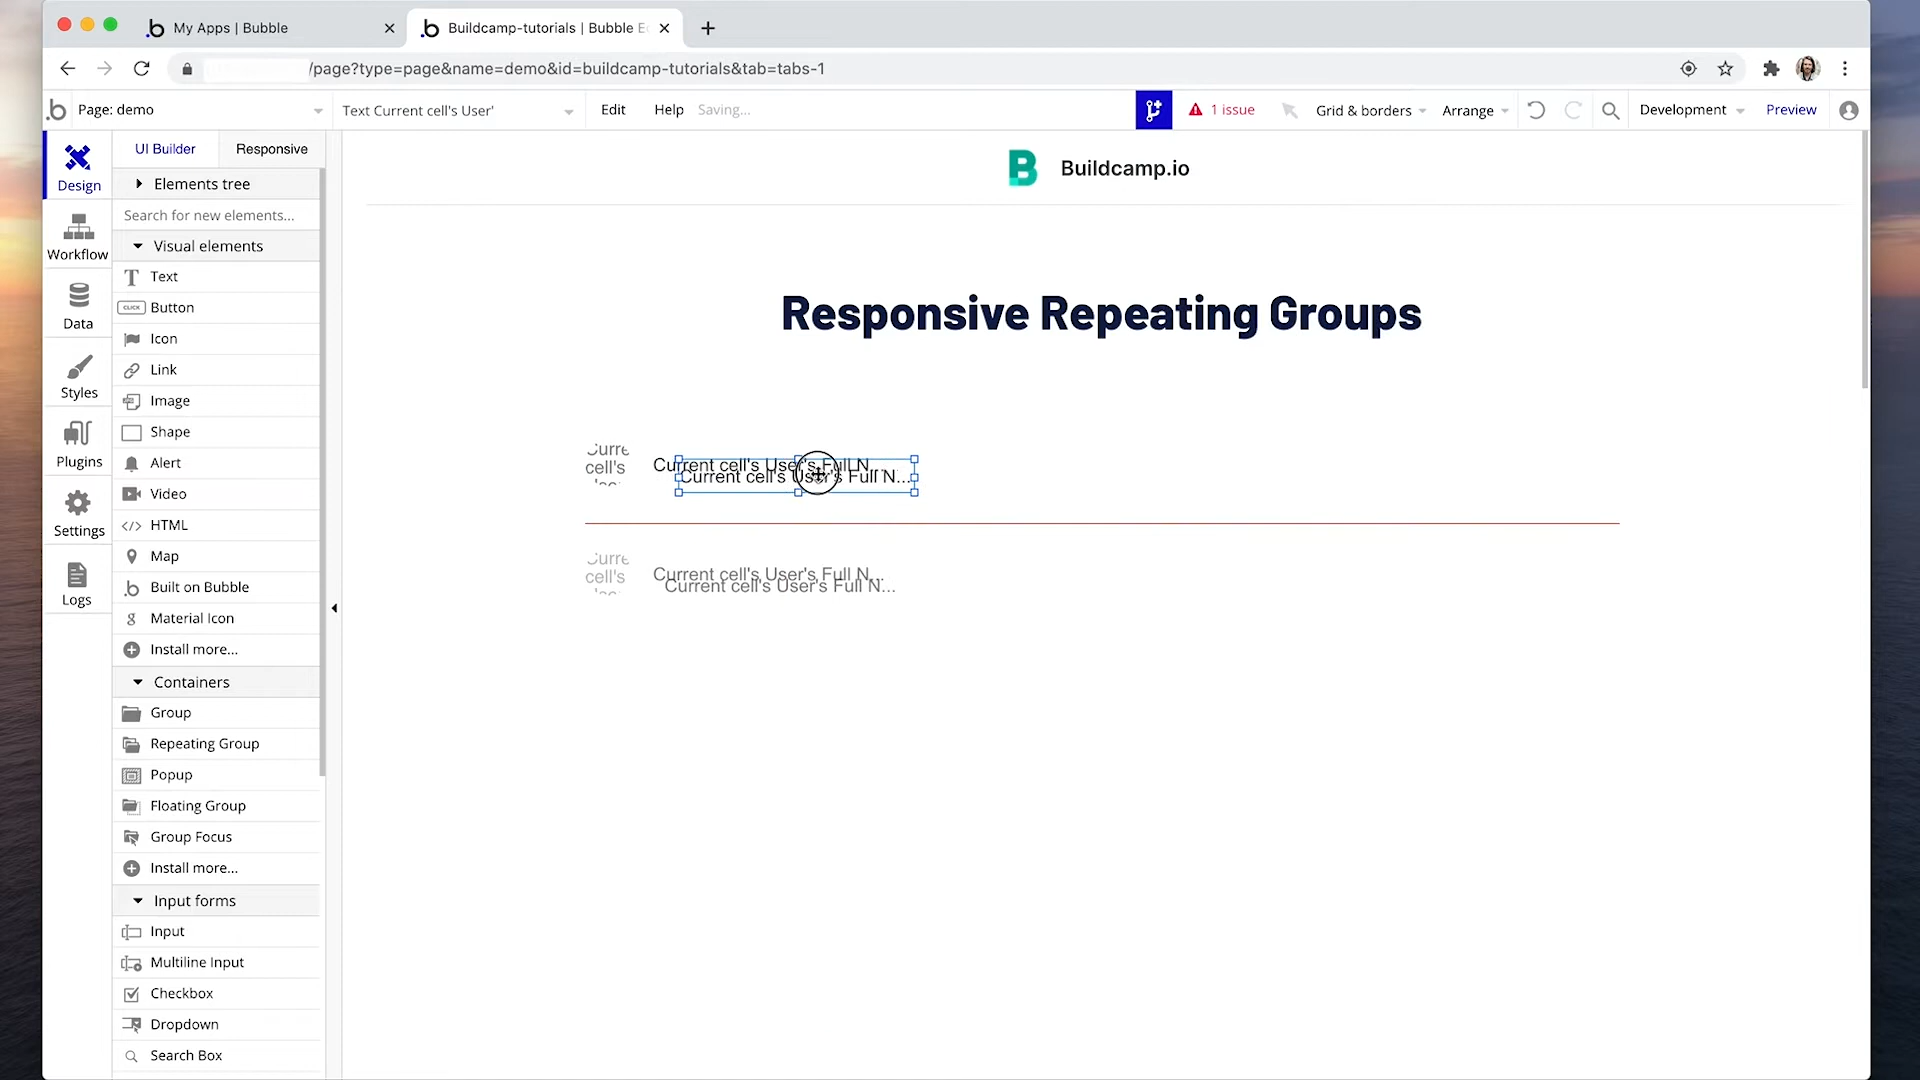 My Apps | Bubble
Buildcamp-tutorials | Bubble E
/page?type=page&name=demo&id=buildcamp-tutorials&tab=tabs-1
Page: demo
Text Current cell's User'
Edit
Help
Saving...
1 issue
Grid & borders
Arrange
Development
Preview
UI Builder
Responsive
Design
Workflow
Data
Styles
Plugins
Settings
Logs
Elements tree
Search for new elements...
Visual elements
Text
CLICK Button
Icon
Link
Image
Shape
Alert
Video
</> HTML
Map
Built on Bubble
Material Icon
Install more...
Containers
Group
Repeating Group
Popup
Floating Group
Group Focus
Install more...
Input forms
Input
Multiline Input
Checkbox
Dropdown
Search Box
B Buildcamp.io
Responsive Repeating Groups
Curre
cell's
Current cell's User's Full N...
Current cell's User's Full N...
Curre
cell's
Current cell's User's Full N...
Current cell's User's Full N...